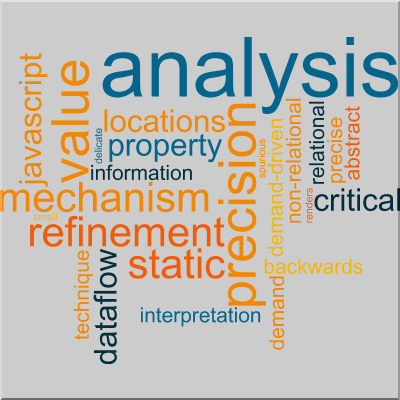 analysis
javascript
value
locations
delicate
property
information
precision
spurious
demand-driven
non-relational
renders
relational
precise
abstract
mechanism
critical
small
refinement
static
backwards
technique
dataflow
demand
interpretation